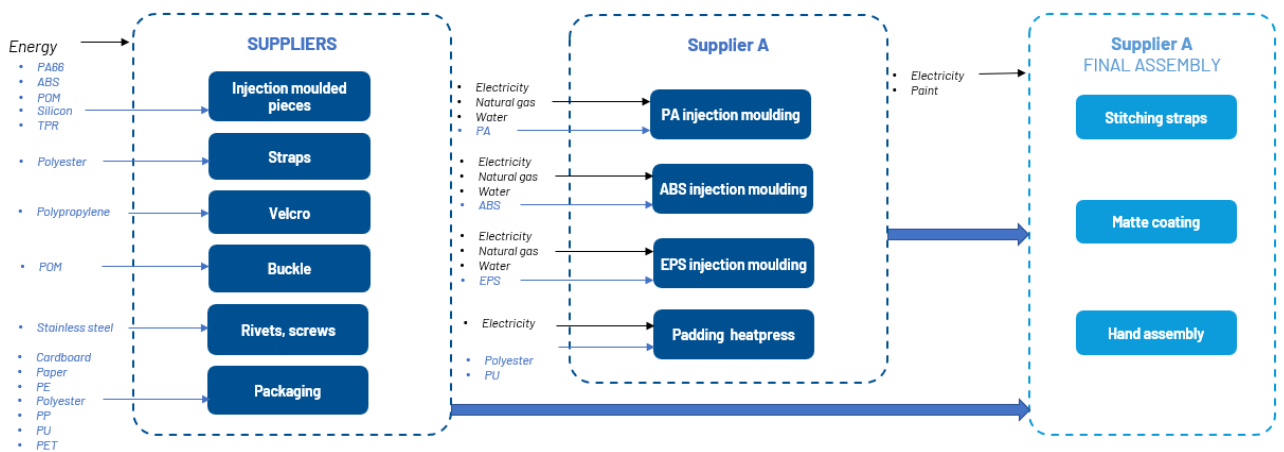 SUPPLIERS
Energy
• PA66
• ABS
• POM
• Silicon
• TPR
Injection moulded
pieces
• Polyester
Straps
• Polypropylene
Velcro
• POM
Buckle
• Stainless steel
Rivets, screws
• Cardboard
• Paper
• PE
• Polyester
• PP
• PU
• PET
Packaging
Supplier A
• Electricity
• Natural gas
• Water
• PA
PA injection moulding
• Electricity
• Natural gas
• Water
• ABS
ABS injection moulding
• Electricity
• Natural gas
• Water
• EPS
EPS injection moulding
• Electricity
• Polyester
• PU
Padding heatpress
Supplier A
FINAL ASSEMBLY
• Electricity
• Paint
Stitching straps
Matte coating
Hand assembly